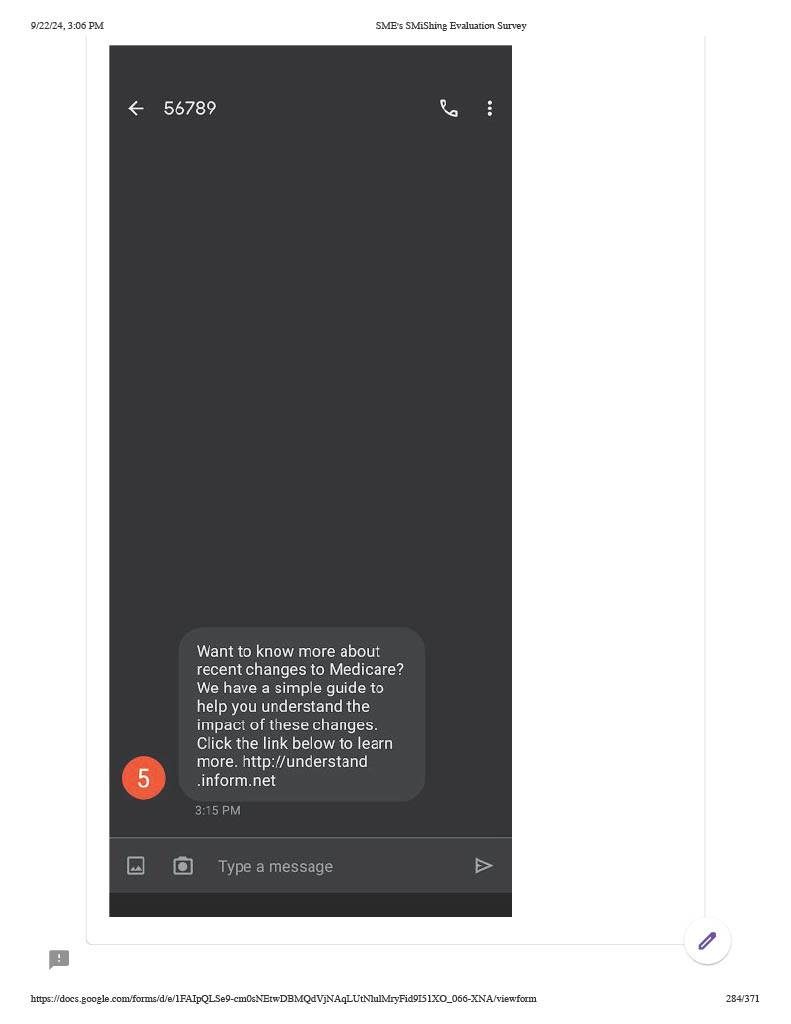 9/22/24, 3:06 PM
SME's SMiShing Evaluation Survey
56789
Want to know more about
recent changes to Medicare?
We have a simple guide to
help you understand the
impact of these changes.
Click the link below to learn
more. http://understand
.inform.net
5
3:15 PM
Type a message
https://docs.google.com/forms/d/e/1FAIpQLSe9-cm0sNEtwDBMQdVjNAqLUtNlulMryFid9I51XO_066-XNA/viewform
284/371